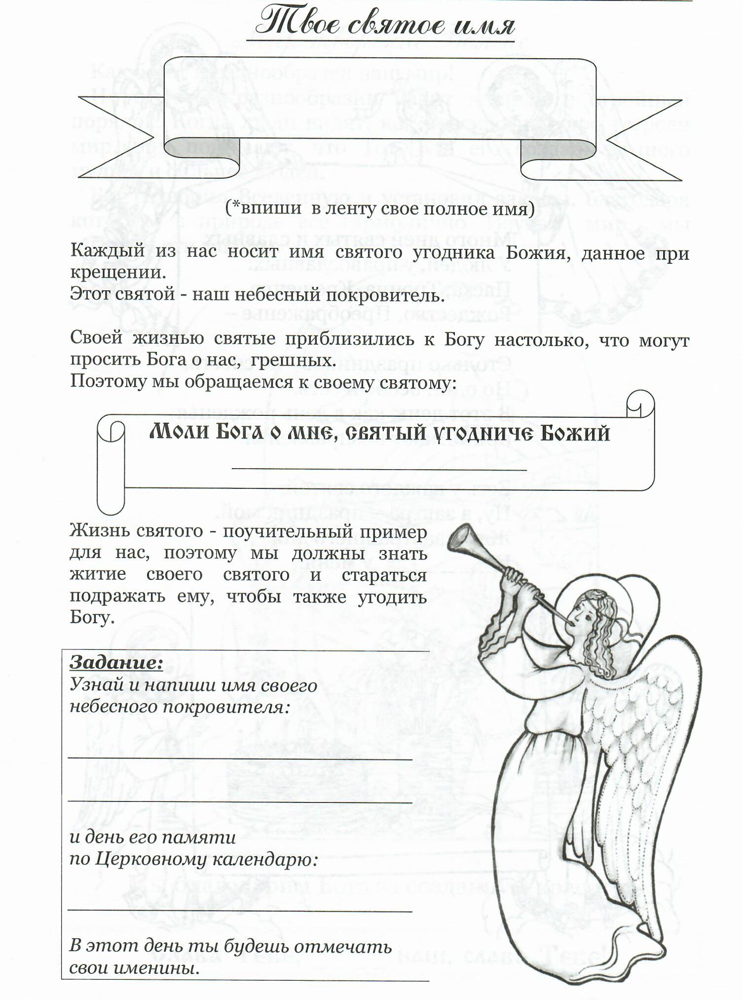 Твое святое имя
(*впиши в ленту свое полное имя)
Каждый из нас носит имя святого угодника Божия, данное при
крещении.
Этот святой - наш небесный покровитель.
Своей жизнью святые приблизились к Богу настолько, что могут
просить Бога о нас, грешных.
Поэтому мы обращаемся к своему святому:
Моли Бога о мне, святый угодниче Божий
Жизнь святого - поучительный пример
для нас, поэтому мы должны знать
житие своего святого и стараться
подражать ему, чтобы также угодить
Богу.
Задание:
Узнай и напиши имя своего
небесного покровителя:
и день его памяти
по Церковному календарю:
В этот день ты будешь отмечать
свои именины.